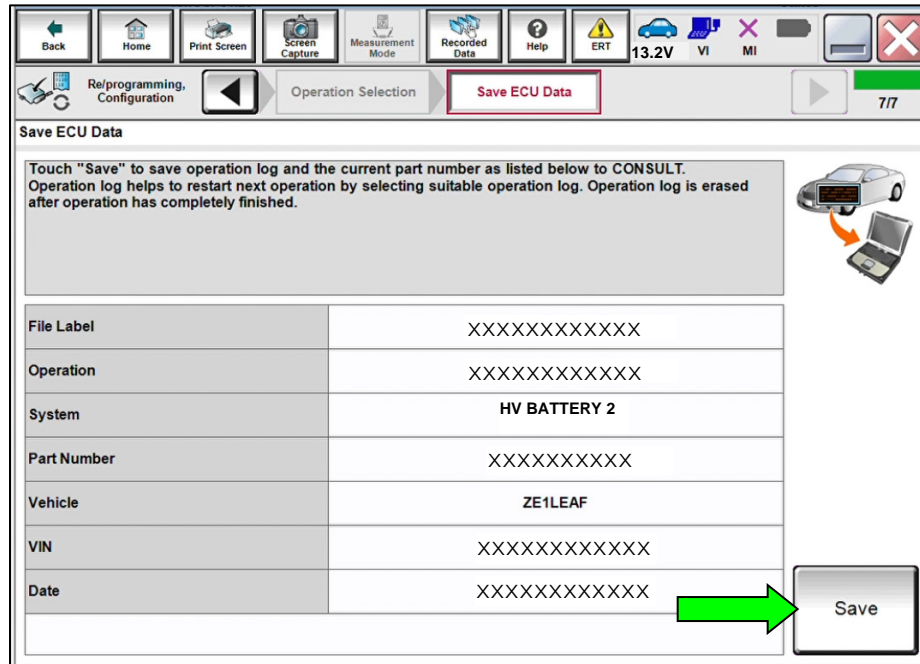 Back
Home
Print Screen
Screen
Capture
Measurement
Mode
Recorded
Data
Help
ERT
13.2V
VI
MI
Re/programming,
Configuration
Operation Selection
Save ECU Data
7/7
Save ECU Data
Touch "Save" to save operation log and the current part number as listed below to CONSULT.
Operation log helps to restart next operation by selecting suitable operation log. Operation log is erased
after operation has completely finished.
File Label XXXXXXXXXXXX
Operation XXXXXXXXXXXX
System HV BATTERY 2
Part Number XXXXXXXXXX
Vehicle ZE1LEAF
VIN XXXXXXXXXXXX
Date XXXXXXXXXXXX
Save